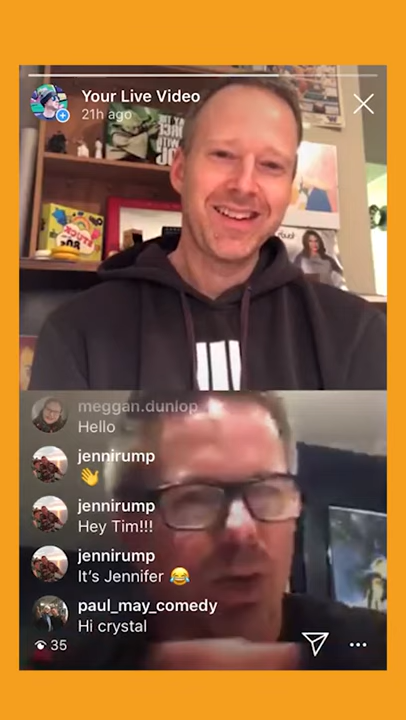 Your Live Video
21h ago
meggan.dunlop
Hello
jennirump
👋
jennirump
Hey Tim!!!
jennirump
It's Jennifer 😂
paul_may_comedy
Hi crystal
35